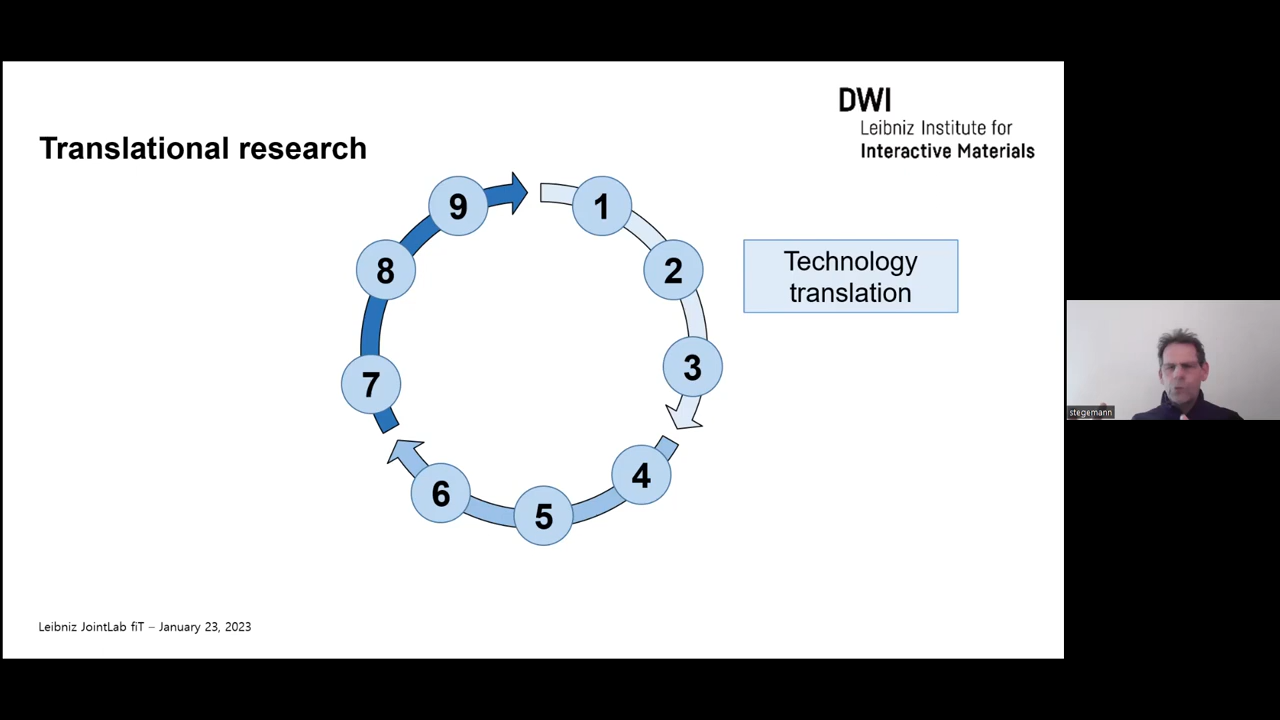 DWI
Leibniz Institute for
Interactive Materials
Translational research
9
1
8
2
Technology
translation
7
3
6
4
5
stegemann
Leibniz JointLab fiT – January 23, 2023